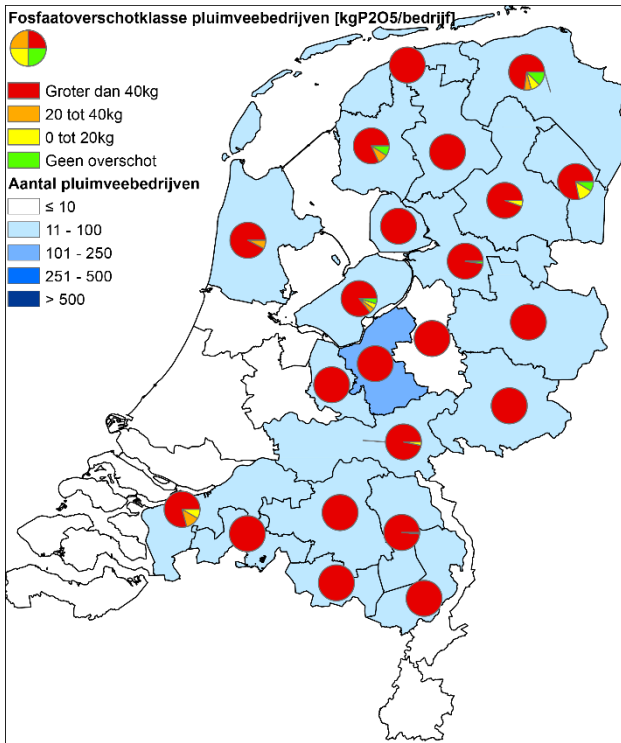 Fosfaatoverschotklasse pluimveebedrijven [kgP2O5/bedrijf]
Groter dan 40kg
20 tot 40kg
0 tot 20kg
Geen overschot
Aantal pluimveebedrijven
≤ 10
11 - 100
101 - 250
251 - 500
> 500